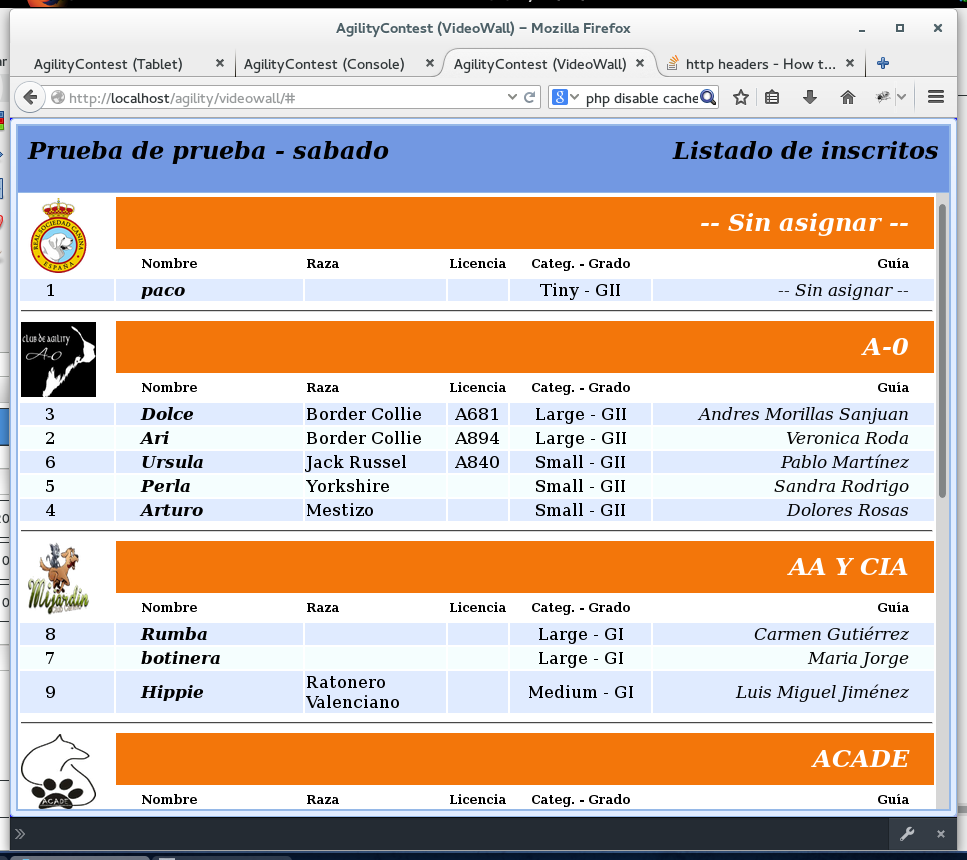 AgilityContest (VideoWall) – Mozilla Firefox
AgilityContest (Tablet) AgilityContest (Console) AgilityContest (VideoWall) http headers - How t...
http://localhost/agility/videowall/# php disable cache
Prueba de prueba - sabado Listado de inscritos
REAL SOCIEDAD CANINA ESPAÑA
-- Sin asignar --
Nombre Raza Licencia Categ. - Grado Guía
1 paco Tiny - GII -- Sin asignar --
CLUB DE AGILITY
A-0
A-0
Nombre Raza Licencia Categ. - Grado Guía
3 Dolce Border Collie A681 Large - GII Andres Morillas Sanjuan
2 Ari Border Collie A894 Large - GII Veronica Roda
6 Ursula Jack Russel A840 Small - GII Pablo Martínez
5 Perla Yorkshire Small - GII Sandra Rodrigo
4 Arturo Mestizo Small - GII Dolores Rosas
Mijardin
AA Y CIA
Nombre Raza Licencia Categ. - Grado Guía
8 Rumba Large - GI Carmen Gutiérrez
7 botinera Large - GI Maria Jorge
9 Hippie Ratonero Valenciano Medium - GI Luis Miguel Jiménez
ACADE
ACADE
Nombre Raza Licencia Categ. - Grado Guía